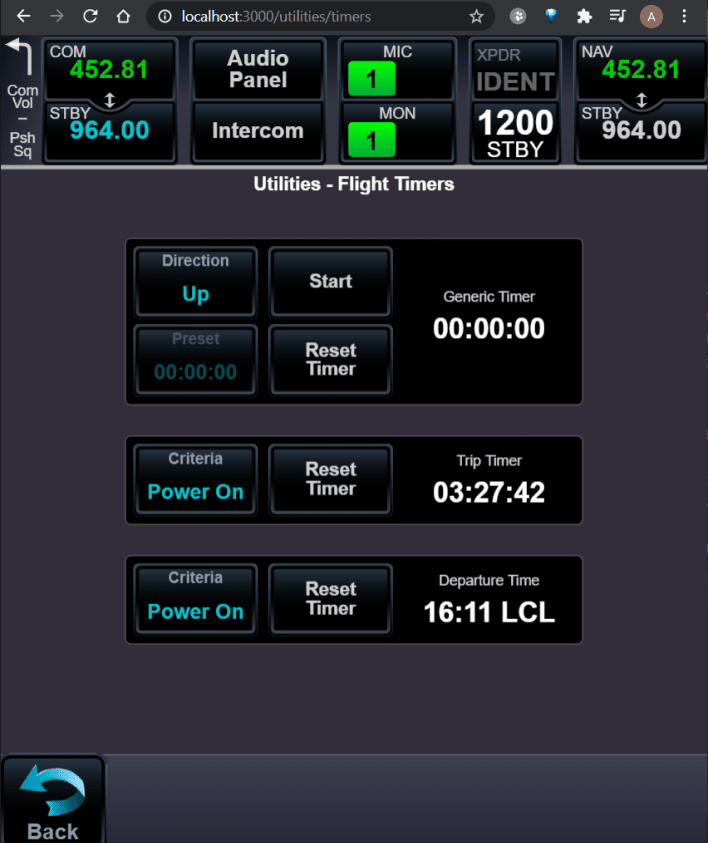 localhost:3000/utilities/timers
A
Com
Vol
–
Psh
Sq
COM
452.81
STBY
964.00
Audio
Panel
Intercom
MIC
1
MON
1
XPDR
IDENT
1200
STBY
NAV
452.81
STBY
964.00
Utilities - Flight Timers
Direction
Up
Start
Preset
00:00:00
Reset
Timer
Generic Timer
00:00:00
Criteria
Power On
Reset
Timer
Trip Timer
03:27:42
Criteria
Power On
Reset
Timer
Departure Time
16:11 LCL
Back